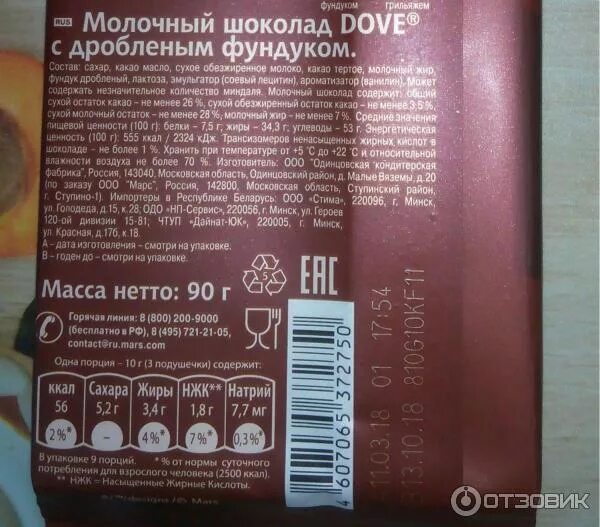 фундуком грильяжем
RUS Молочный шоколад DOVE®
с дробленым фундуком.
Состав: сахар, какао масло, сухое обезжиренное молоко, какао тертое, молочный жир,
фундук дробленый, лактоза, эмульгатор (соевый лецитин), ароматизатор (ванилин). Может
содержать незначительное количество миндаля. Молочный шоколад содержит: общий
сухой остаток какао – не менее 26 %, сухой обезжиренный остаток какао – не менее 3,5 %,
сухой молочный остаток – не менее 28 %, молочный жир - не менее 7 %. Средние значения
пищевой ценности (100 г): белки - 7,5 г; жиры – 34,3 г; углеводы – 53 г. Энергетическая
ценность (100 г): 555 ккал / 2324 кДж. Трансизомеров ненасыщенных жирных кислот в
шоколаде - не более 1 %. Хранить при температуре от +5 °С до +22 °С и относительной
влажности воздуха не более 70 %. Изготовитель: ООО "Одинцовская кондитерская
фабрика", Россия, 143040, Московская область, Одинцовский район, д. Малые Вяземы, д. 20
(по заказу ООО "Марс", Россия, 142800, Московская область, Ступинский район,
г. Ступино-1). Импортеры в Республике Беларусь: ООО «Стима», 220096, г. Минск,
ул. Голодеда, д.15, к.28; ОДО «НП-Сервис», 220056, г. Минск, ул. Героев
120-ой дивизии 15-81; ЧТУП «Дайнат-ЮК», 220005, г. Минск,
ул. Красная, д.17б, к.18.
А – дата изготовления – смотри на упаковке.
В – годен до – смотри на упаковке.
5
EAC
Масса нетто: 90 г
Горячая линия: 8 (800) 200-9000
(бесплатно в РФ), 8 (495) 721-21-05,
contact@ru.mars.com
Одна порция – 10 г (3 подушечки) содержит:
ккал Сахара Жиры НЖК** Натрий
56 5,2 г 3,4 г 1,8 г 7,7 мг
2%* – 4%* 7%* 0,3%*
В упаковке 9 порций. * % от нормы суточного
потребления для взрослого человека (2500 ккал).
** НЖК = Насыщенные Жирные Кислоты.
4 607065 372750
11.03.18 01 17:54
13.10.18 810G10KF11
ОТЗОВИК